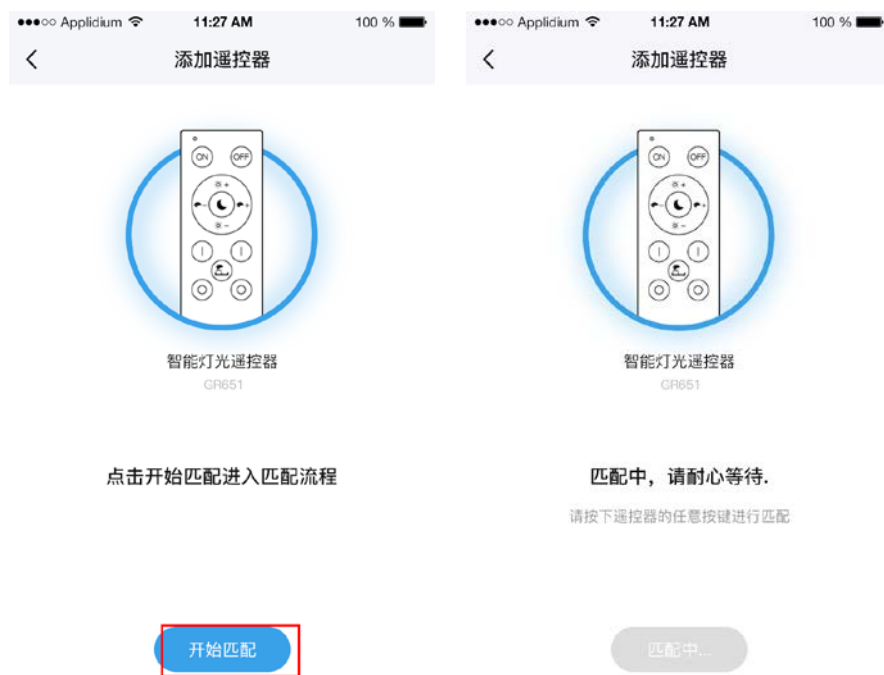 ●●●○○ Applidium 11:27 AM 100 %
添加遥控器
ON OFF
智能灯光遥控器
GR651
点击开始匹配进入匹配流程
开始匹配
●●●○○ Applidium 11:27 AM 100 %
添加遥控器
ON OFF
智能灯光遥控器
GR651
匹配中，请耐心等待.
请按下遥控器的任意按键进行匹配
匹配中...